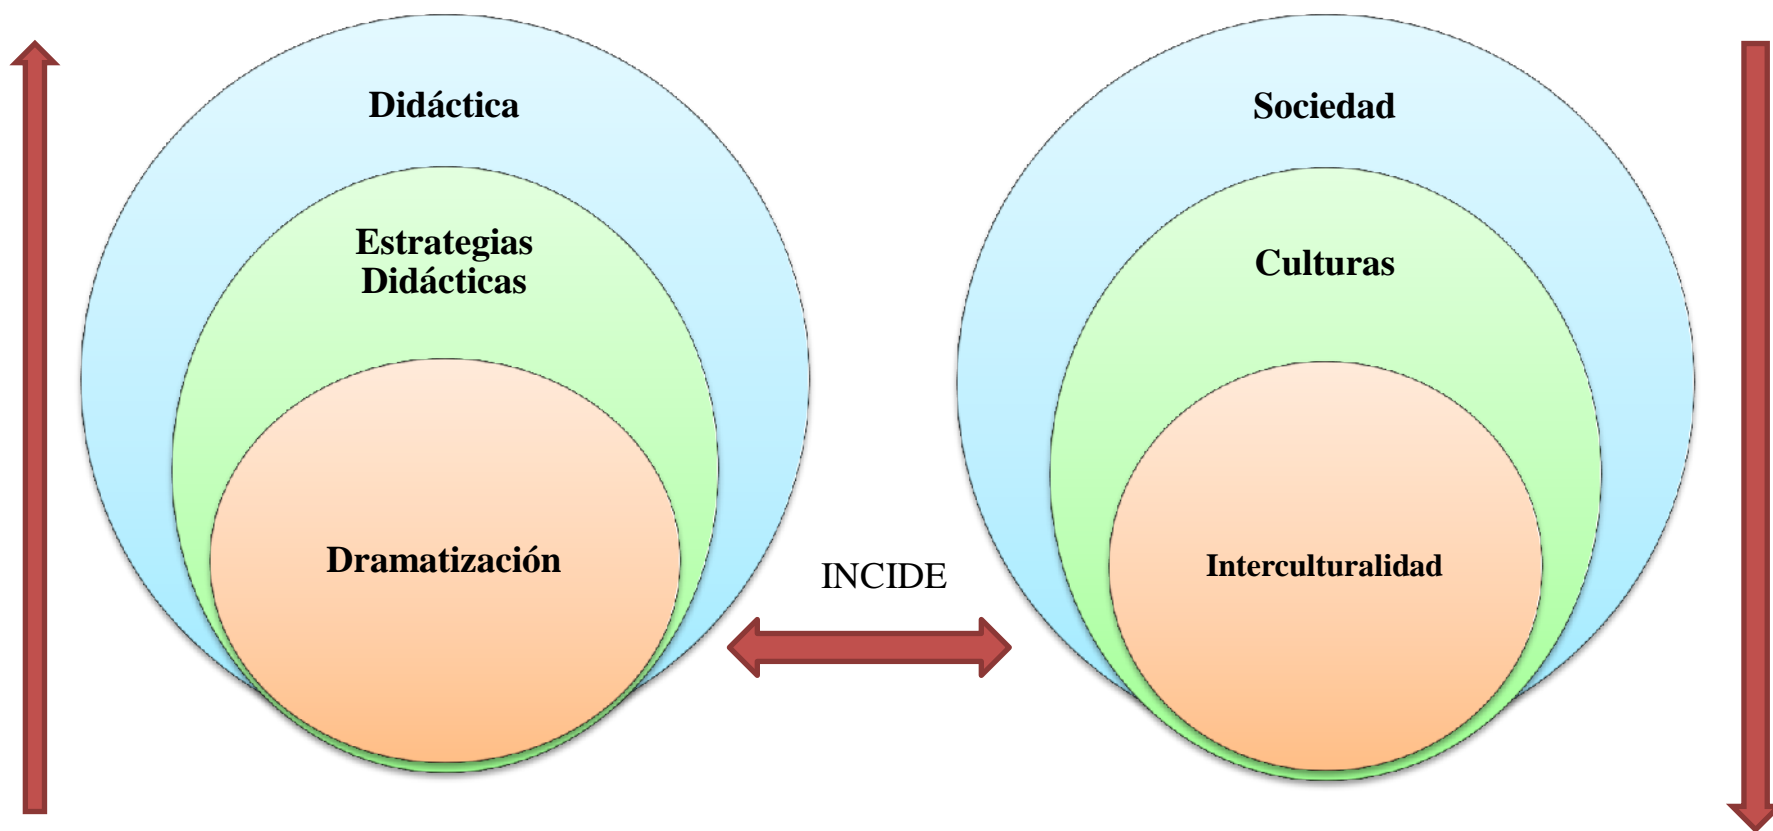 Didáctica
Estrategias
Didácticas
Dramatización
INCIDE
Sociedad
Culturas
Interculturalidad